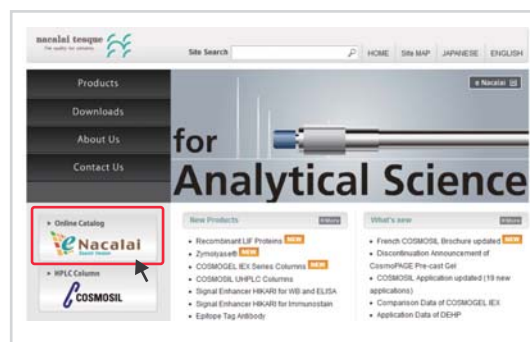 nacalai tesque
Site Search
HOME
Site MAP
JAPANESE
ENGLISH
Products
Downloads
About Us
Contact Us
e Nacalai
for
Analytical Science
Online Catalog
e Nacalai
HPLC Column
COSMOSIL
New Products
Recombinant LIF Proteins NEW
Zymolyase® NEW
COSMOGEL IEX Series Columns NEW
COSMOSIL UHPLC Columns
Signal Enhancer HIKARI for WB and ELISA
Signal Enhancer HIKARI for Immunostain
Epitope Tag Antibody
What's new
French COSMOSIL Brochure updated NEW
Discontinuation Announcement of
CosmoPAGE Pre-cast Gel
COSMOSIL Application updated (19 new
applications)
Comparison Data of COSMOGEL IEX
Application Data of DEHP